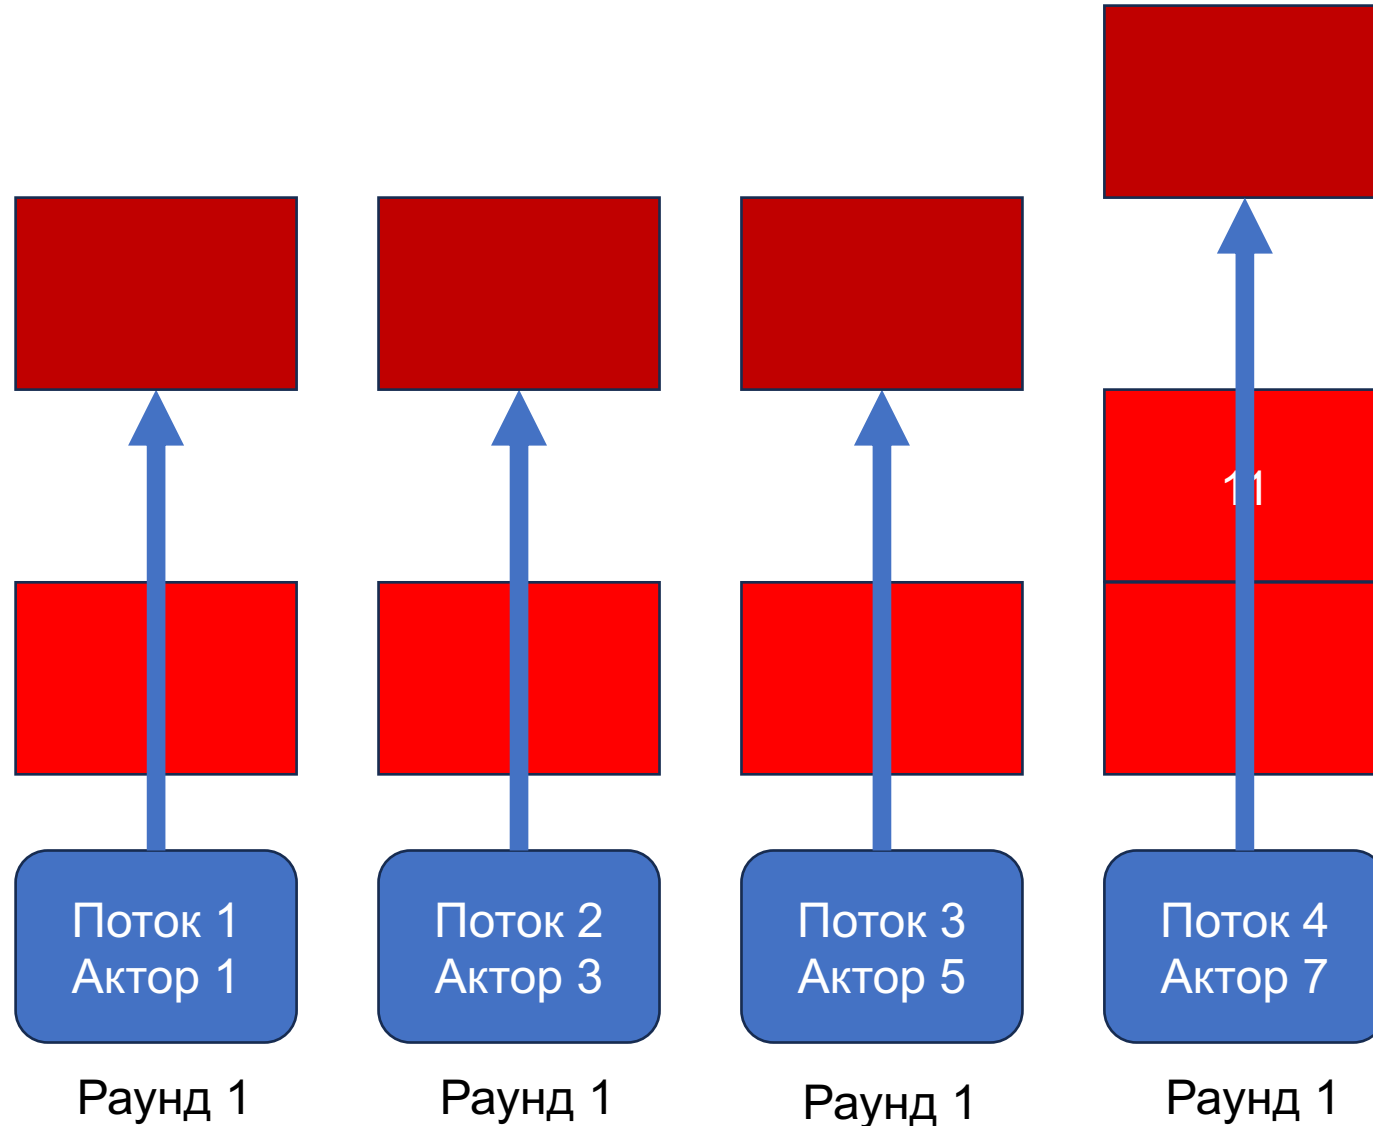 11
Поток 1
Актор 1
Поток 2
Актор 3
Поток 3
Актор 5
Поток 4
Актор 7
Раунд 1
Раунд 1
Раунд 1
Раунд 1